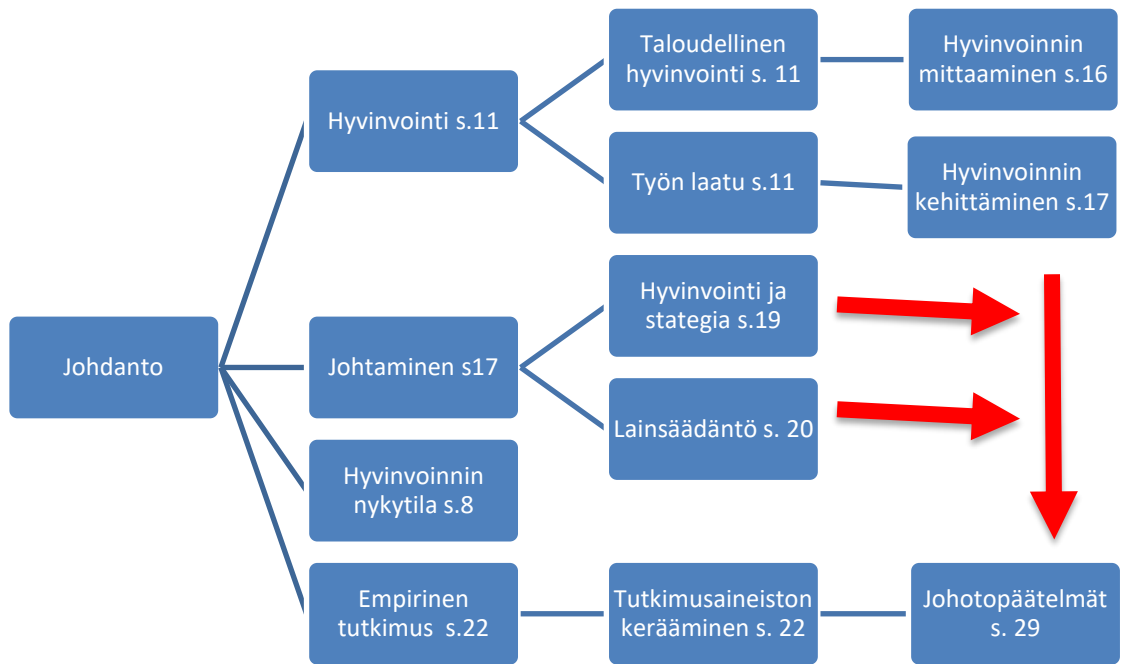 Taloudellinen
hyvinvointi s. 11
Hyvinvoinnin
mittaaminen s.16
Hyvinvointi s.11
Työn laatu s.11
Hyvinvoinnin
kehittäminen s.17
Hyvinvointi ja
stategia s.19
Johdanto
Johtaminen s17
Lainsäädäntö s. 20
Hyvinvoinnin
nykytila s.8
Empirinen
tutkimus s.22
Tutkimusaineiston
kerääminen s. 22
Johotopäätelmät
s. 29